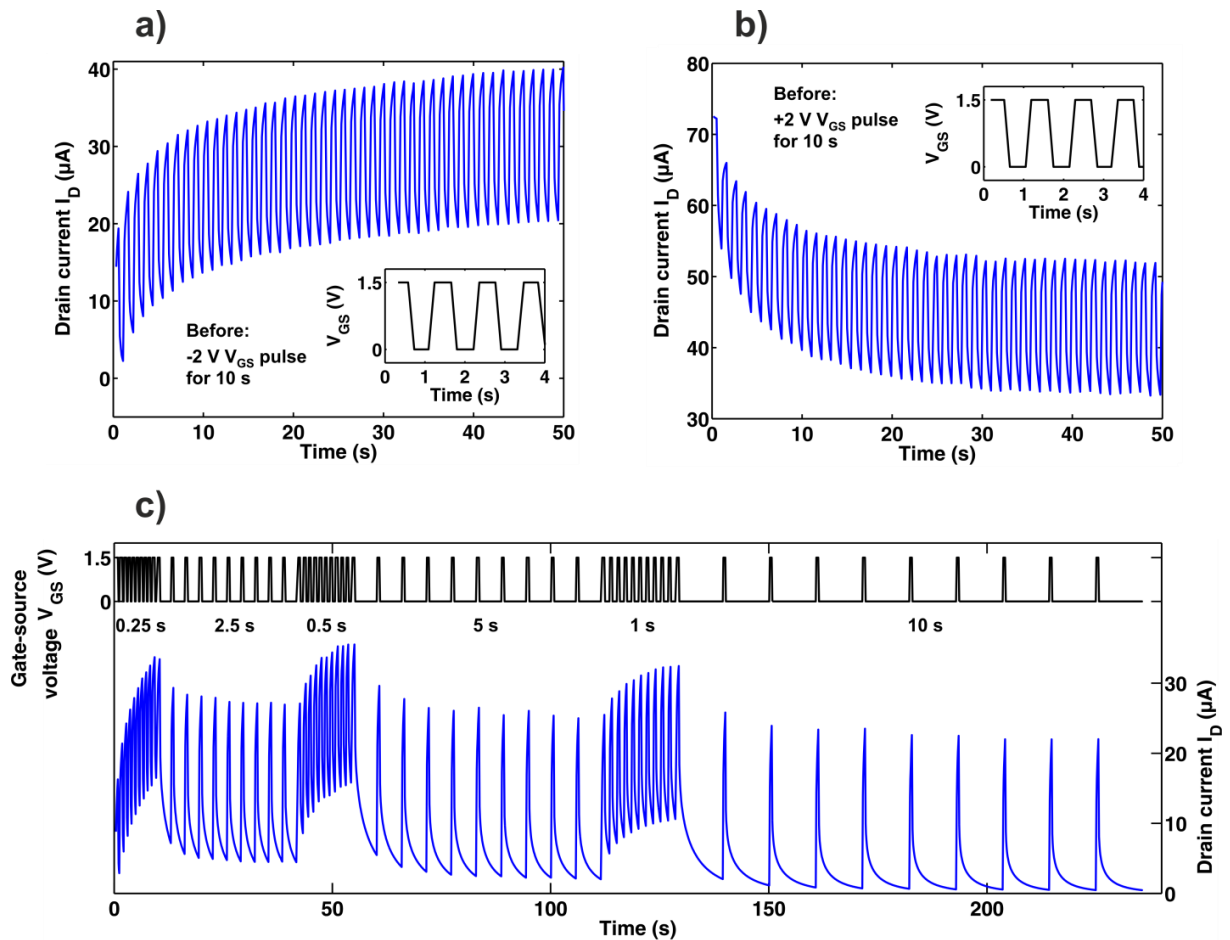 a)
40
30
20
10
0
Drain current I_D (µA)
0 10 20 30 40 50
Time (s)
Before:
-2 V V_GS pulse
for 10 s
V_GS (V)
1.5
0
0 1 2 3 4
Time (s)
b)
80
70
60
50
40
30
Drain current I_D (µA)
0 10 20 30 40 50
Time (s)
Before:
+2 V V_GS pulse
for 10 s
V_GS (V)
1.5
0
0 1 2 3 4
Time (s)
c)
Gate-source
voltage V_GS (V)
1.5
0
0.25 s 2.5 s 0.5 s 5 s 1 s 10 s
30
20
10
0
Drain current I_D (µA)
0 50 100 150 200
Time (s)